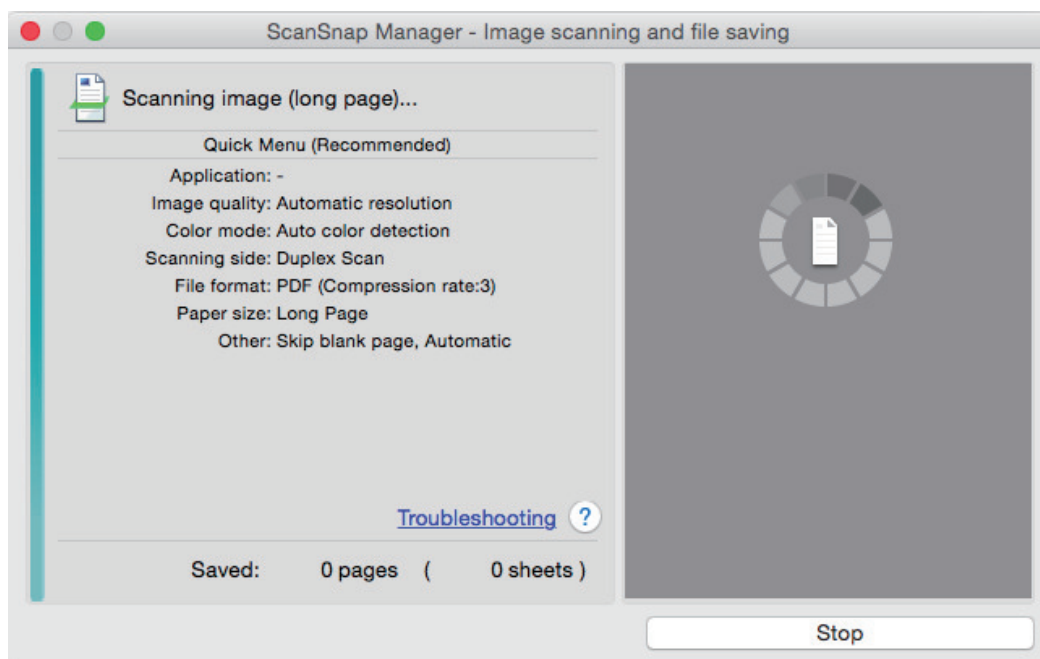 ScanSnap Manager - Image scanning and file saving
Scanning image (long page)...
Quick Menu (Recommended)
Application: -
Image quality: Automatic resolution
Color mode: Auto color detection
Scanning side: Duplex Scan
File format: PDF (Compression rate:3)
Paper size: Long Page
Other: Skip blank page, Automatic
Troubleshooting ?
Saved: 0 pages ( 0 sheets )
Stop